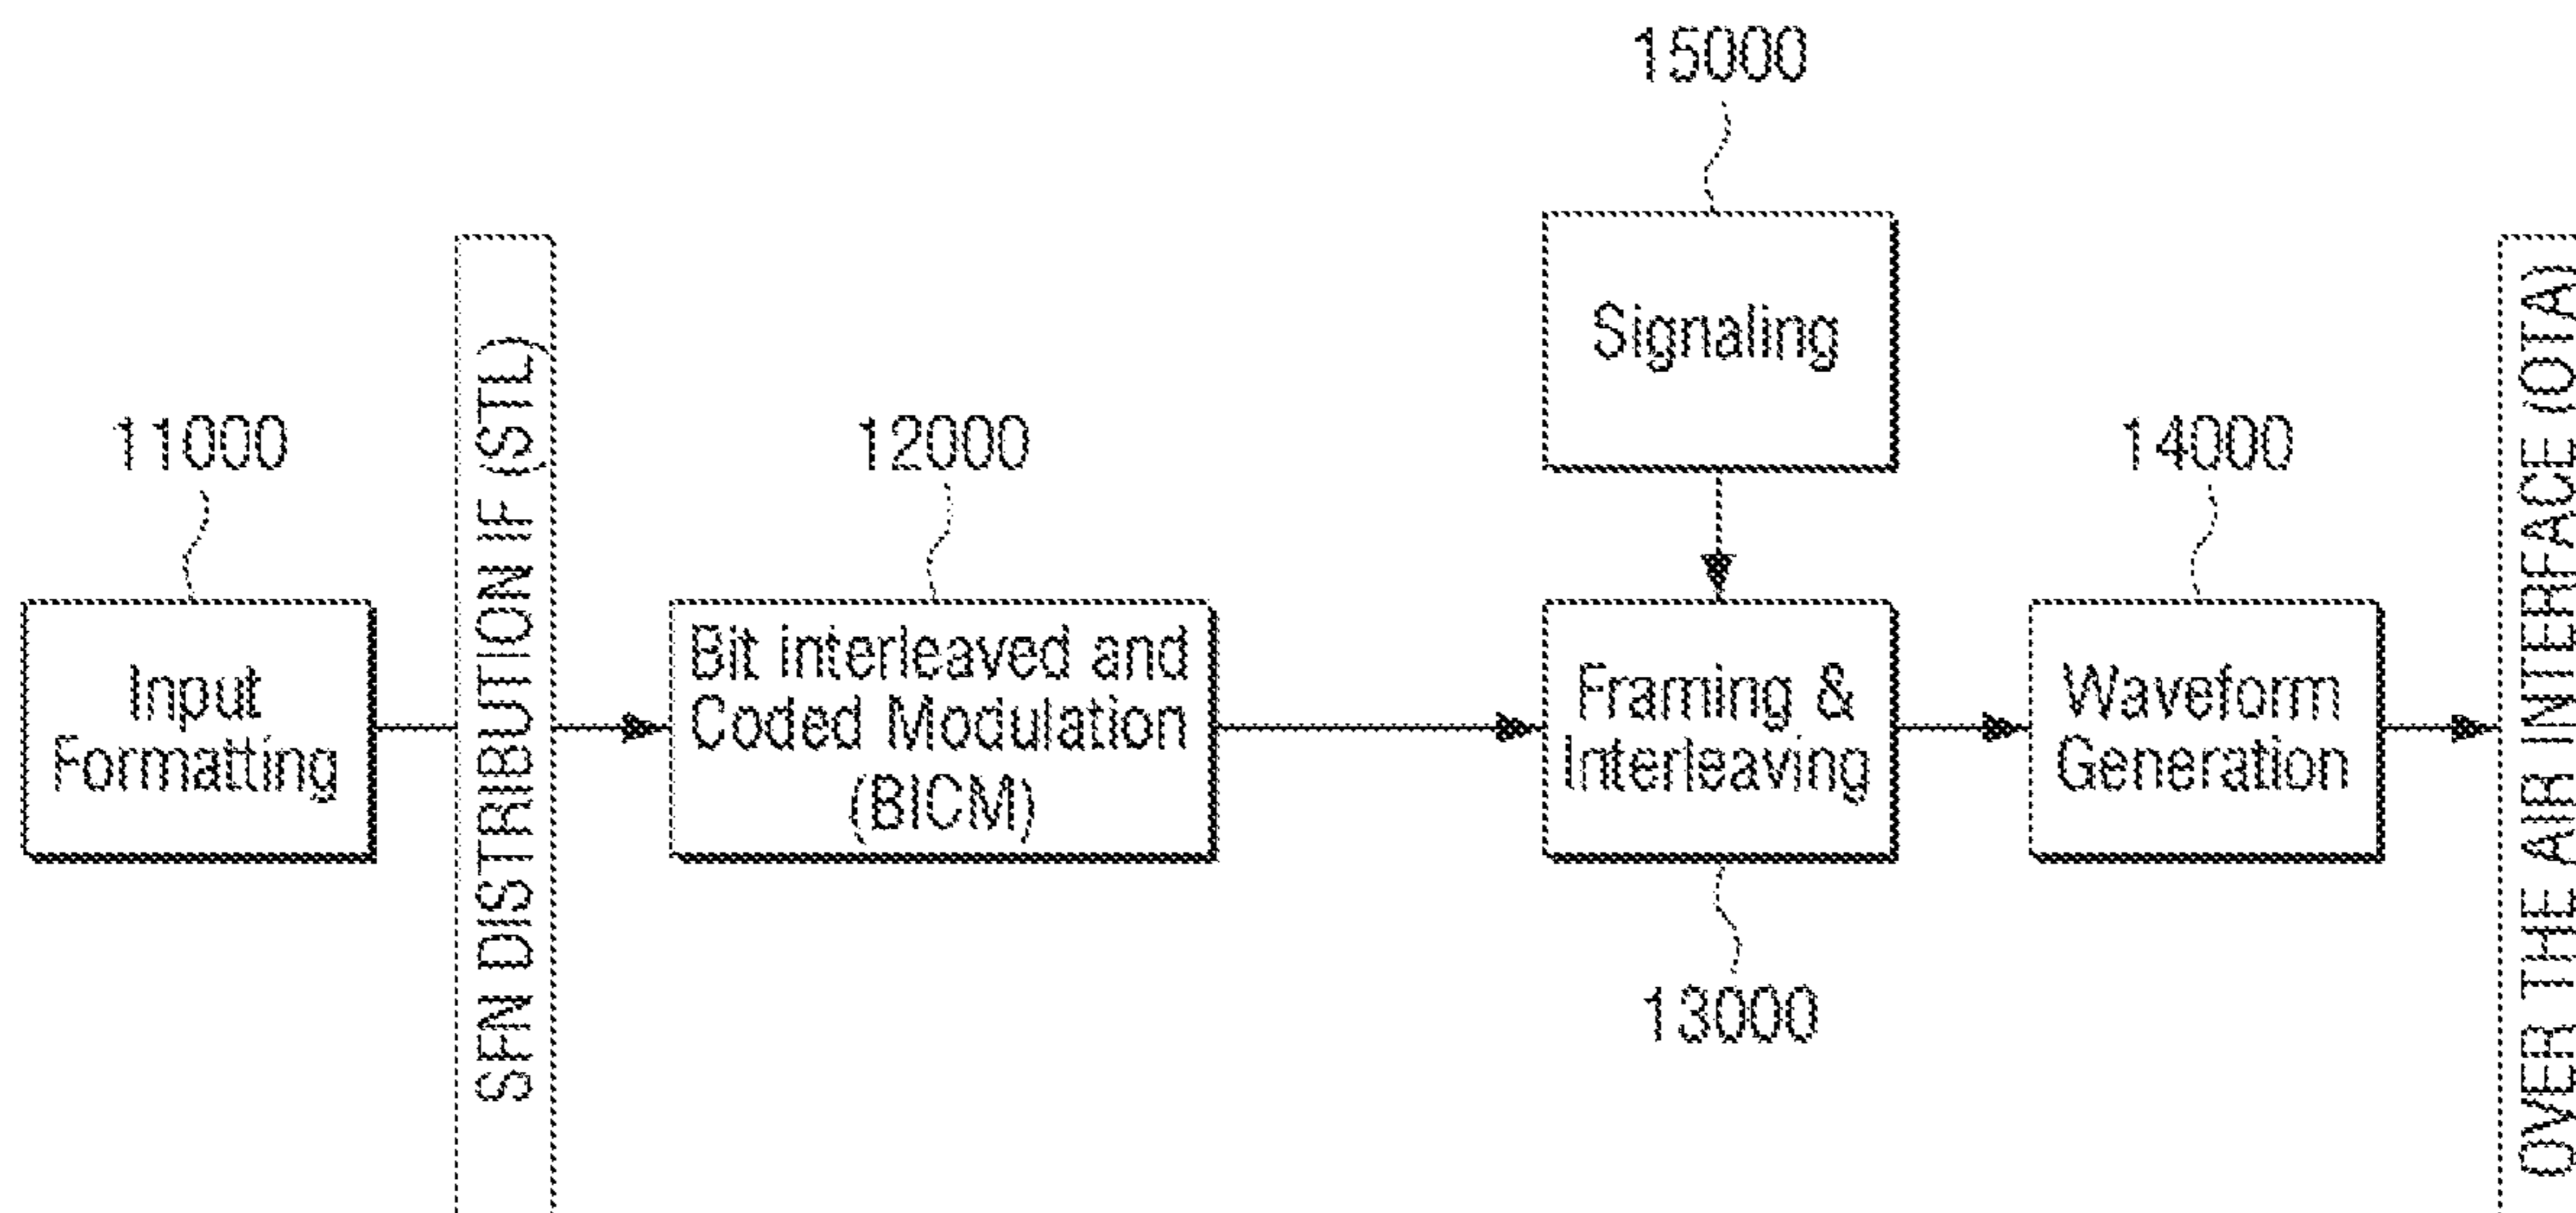 15000
Signaling
11000
12000
14000
Input
Formatting
SFN DISTRIBUTION IF (STL)
Bit interleaved and
Coded Modulation
(BICM)
Framing &
Interleaving
Waveform
Generation
OVER THE AIR INTERFACE (OTA)
13000